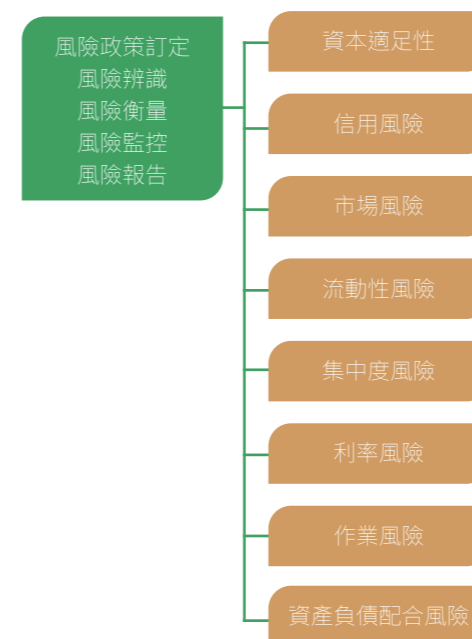 風險政策訂定
風險辨識
風險衡量
風險監控
風險報告
資本適足性
信用風險
市場風險
流動性風險
集中度風險
利率風險
作業風險
資產負債配合風險